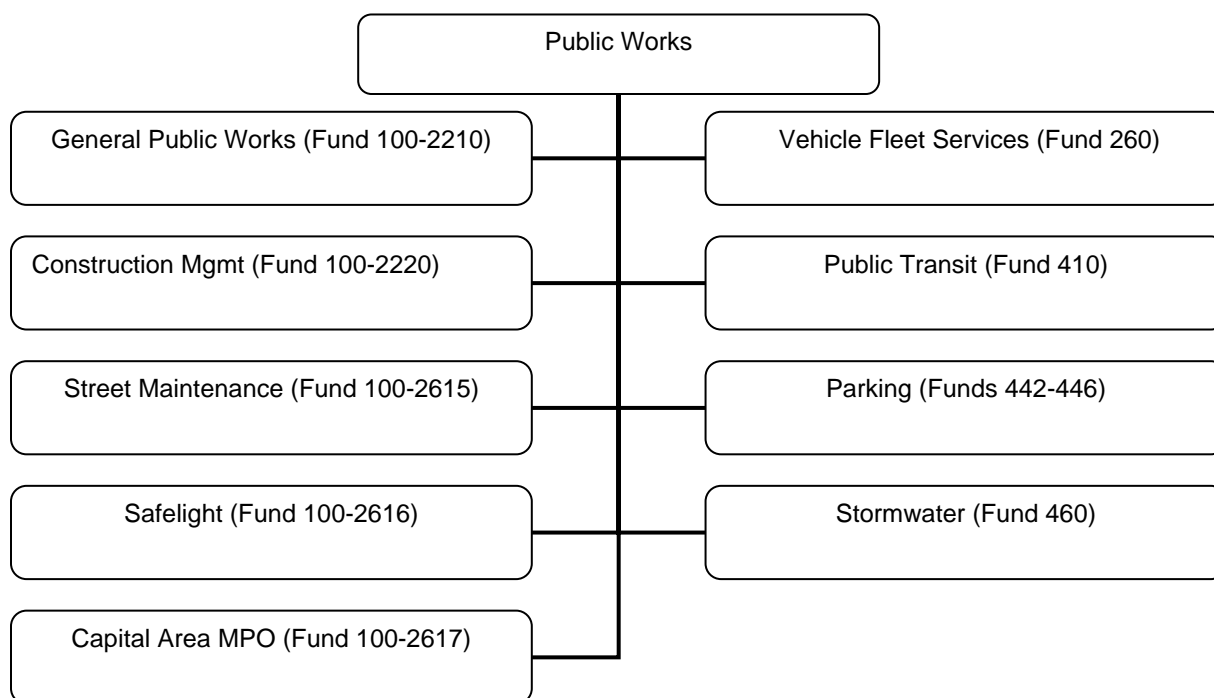 Public Works
General Public Works (Fund 100-2210)
Vehicle Fleet Services (Fund 260)
Construction Mgmt (Fund 100-2220)
Public Transit (Fund 410)
Street Maintenance (Fund 100-2615)
Parking (Funds 442-446)
Safelight (Fund 100-2616)
Stormwater (Fund 460)
Capital Area MPO (Fund 100-2617)